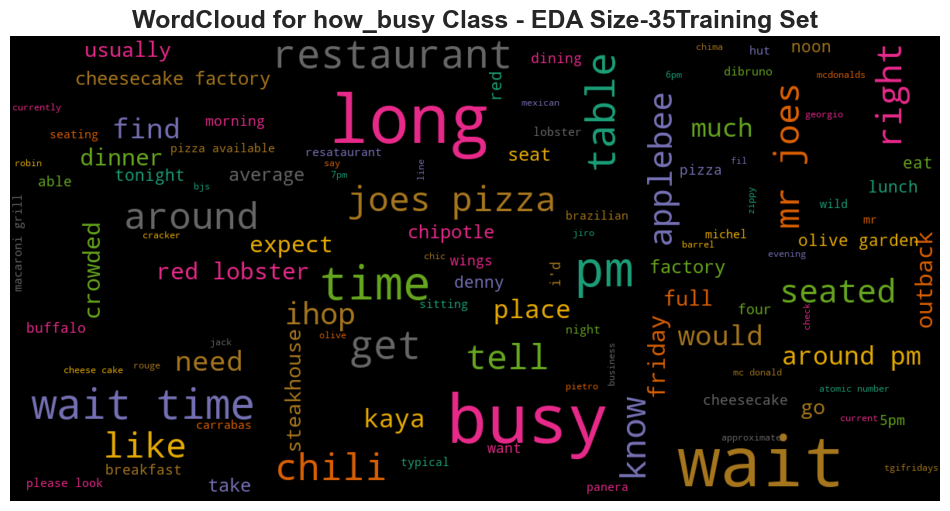 WordCloud for how_busy Class - EDA Size-35Training Set
usually
restaurant
dining
chima
hut
noon
cheesecake factory
red
table
6pm
dibruno
mcdonalds
right
currently
long
mexican
seating
find
morning
lobster
applebee
much
mr joes
georgio
robin
dinner
pizza available
resataurant
line
seat
pizza
fil
eat
able
tonight
bjs
average
say
7pm
zippy
wild
lunch
macaroni grill
around
joes pizza
brazilian
michel
mr
crowded
cracker
expect
chipotle
jiro
barrel
olive garden
outback
red lobster
time
chic
wings
denny
i'd
pm
factory
evening
seated
buffalo
ihop
sitting
place
night
full
four
check
friday
would
around pm
jack
olive
get
tell
business
cheese cake
rouge
need
steakhouse
pietro
mc donald
atomic number
wait time
carrabas
kaya
busy
know
cheesecake
go
current
5pm
like
want
approximate
breakfast
chili
typical
wait
tgifridays
please look
take
panera